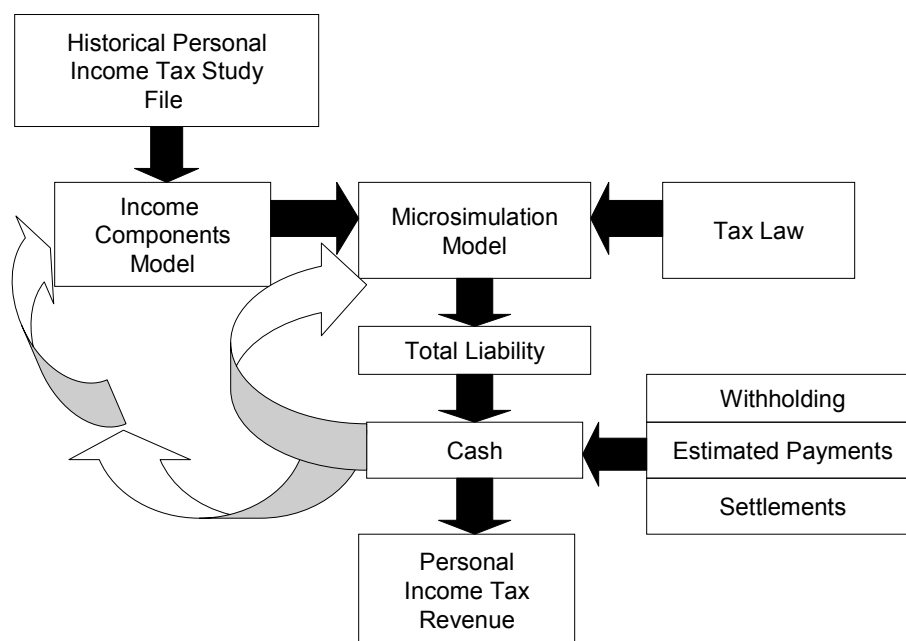 Historical Personal
Income Tax Study
File
Income
Components
Model
Microsimulation
Model
Tax Law
Total Liability
Withholding
Cash
Estimated Payments
Settlements
Personal
Income Tax
Revenue